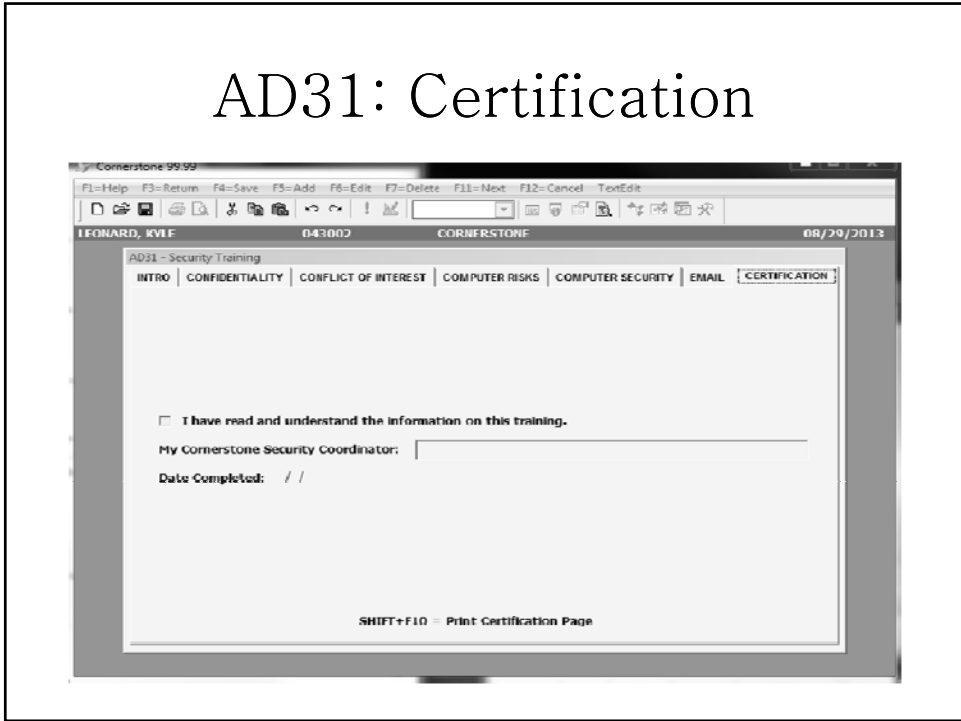 AD31: Certification
Cornerstone 99.99
F1=Help F3=Return F4=Save F5=Add F6=Edit F7=Delete F11=Next F12=Cancel TextEdit
LEONARD, KYLE 043002 CORNERSTONE 08/29/2013
AD31 - Security Training
INTRO CONFIDENTIALITY CONFLICT OF INTEREST COMPUTER RISKS COMPUTER SECURITY EMAIL CERTIFICATION
I have read and understand the information on this training.
My Cornerstone Security Coordinator:
Date Completed: / /
SHIFT+F10 = Print Certification Page